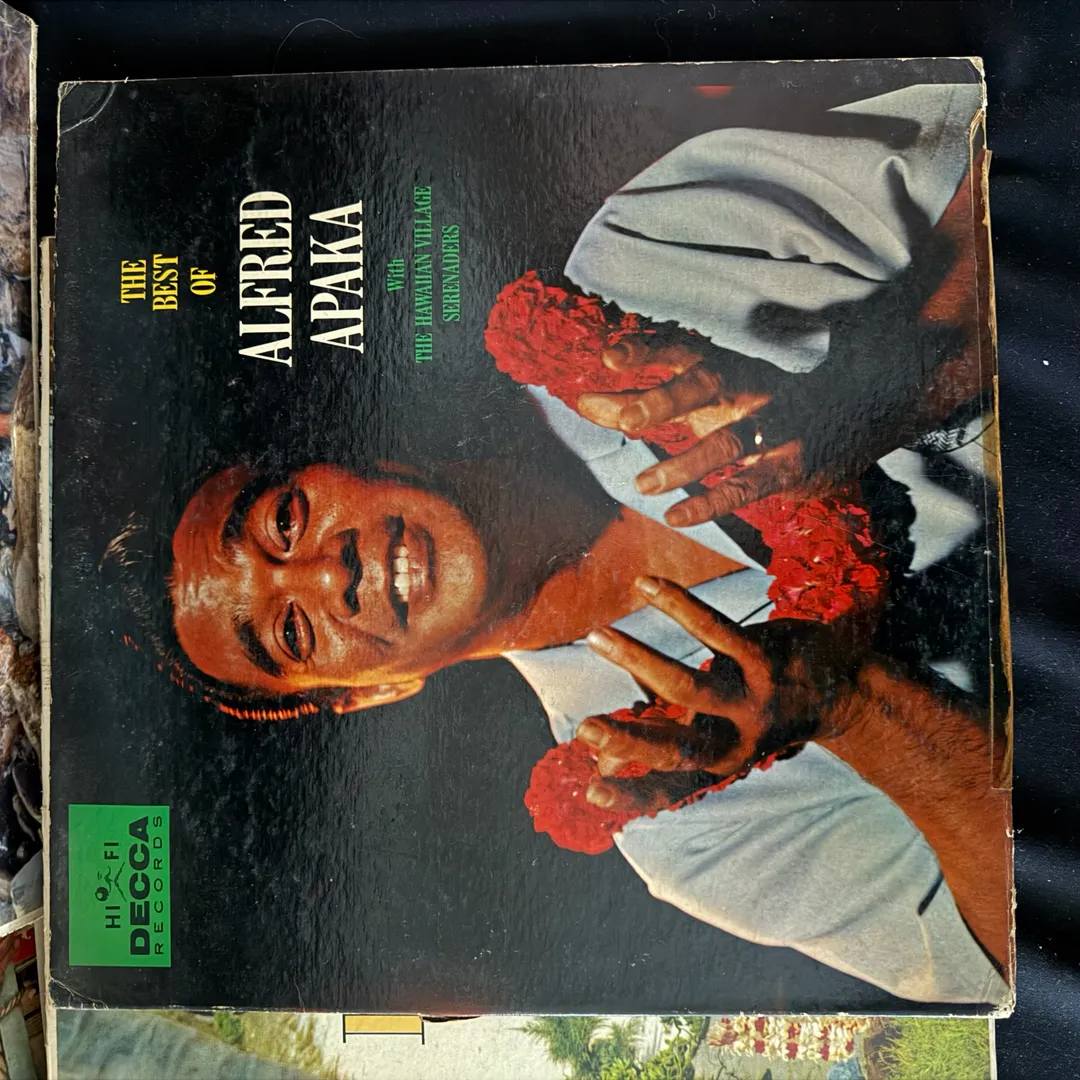 THE
BEST
OF
ALFRED
APAKA
With
THE HAWAIIAN VILLAGE
SERENADERS
HI FI
DECCA
RECORDS